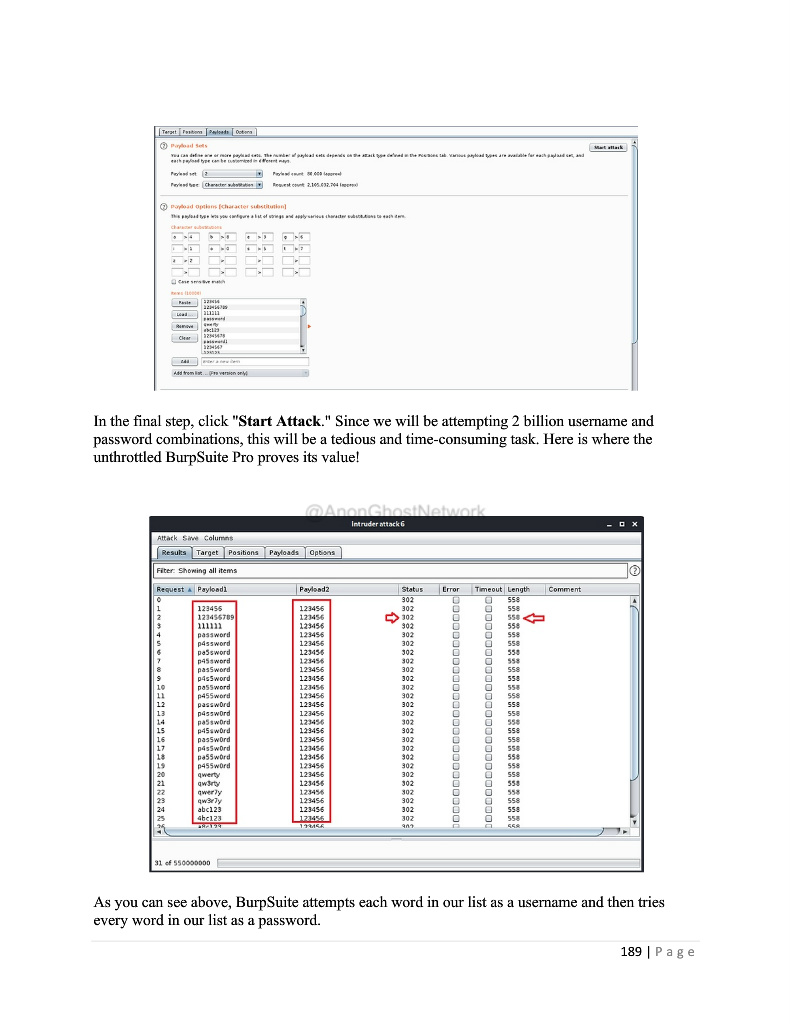 Target Positions Payloads Options
Payload Sets
Start attack
You can define one or more payload sets. The number of payload sets depends on the attack type defined in the Positions tab. Various payload types are available for each payload set, and
each payload type can be customized in different ways.
Payload set: 2 Payload count: 80,000 (approx)
Payload type: Character substitution Request count: 2,105,032,704 (approx)
Payload Options [Character substitution]
This payload type lets you configure a list of strings and apply various character substitutions to each item.
Character substitutions
a > 4 b > 8 e > 3 g > 6
i > 1 o > 0 s > 5 t > 7
z > 2 > > >
> > > >
Case sensitive match
Items (10000)
Paste
Load ...
Remove
Clear
123456
123456789
111111
password
qwerty
abc123
12345678
password1
1234567
123123
Add Enter a new item
Add from list ... [Pro version only]
In the final step, click "Start Attack." Since we will be attempting 2 billion username and
password combinations, this will be a tedious and time-consuming task. Here is where the
unthrottled BurpSuite Pro proves its value!
@AnonGhostNetwork
Intruder attack 6
Attack Save Columns
Results Target Positions Payloads Options
Filter: Showing all items
Request Payload1 Payload2 Status Error Timeout Length Comment
0 302 558
1 123456 123456 302 558
2 123456789 123456 302 558
3 111111 123456 302 558
4 password 123456 302 558
5 p4ssword 123456 302 558
6 pa5sword 123456 302 558
7 p45sword 123456 302 558
8 pas5word 123456 302 558
9 p4s5word 123456 302 558
10 pa55word 123456 302 558
11 p455word 123456 302 558
12 passw0rd 123456 302 558
13 p4ssw0rd 123456 302 558
14 pa5sw0rd 123456 302 558
15 p45sw0rd 123456 302 558
16 pas5w0rd 123456 302 558
17 p4s5w0rd 123456 302 558
18 pa55w0rd 123456 302 558
19 p455w0rd 123456 302 558
20 qwerty 123456 302 558
21 qw3rty 123456 302 558
22 qwer7y 123456 302 558
23 qw3r7y 123456 302 558
24 abc123 123456 302 558
25 4bc123 123456 302 558
26 a8c123 123456 302 558
31 of 550000000
As you can see above, BurpSuite attempts each word in our list as a username and then tries
every word in our list as a password.
189 | Page